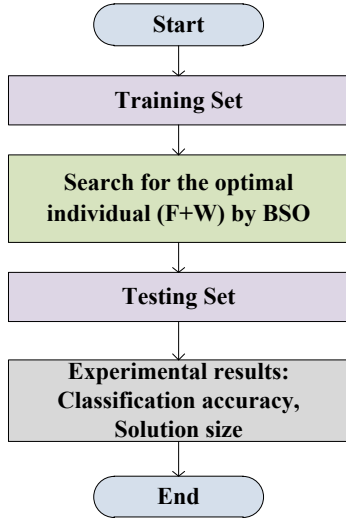 Start
Training Set
Search for the optimal
individual (F+W) by BSO
Testing Set
Experimental results:
Classification accuracy,
Solution size
End